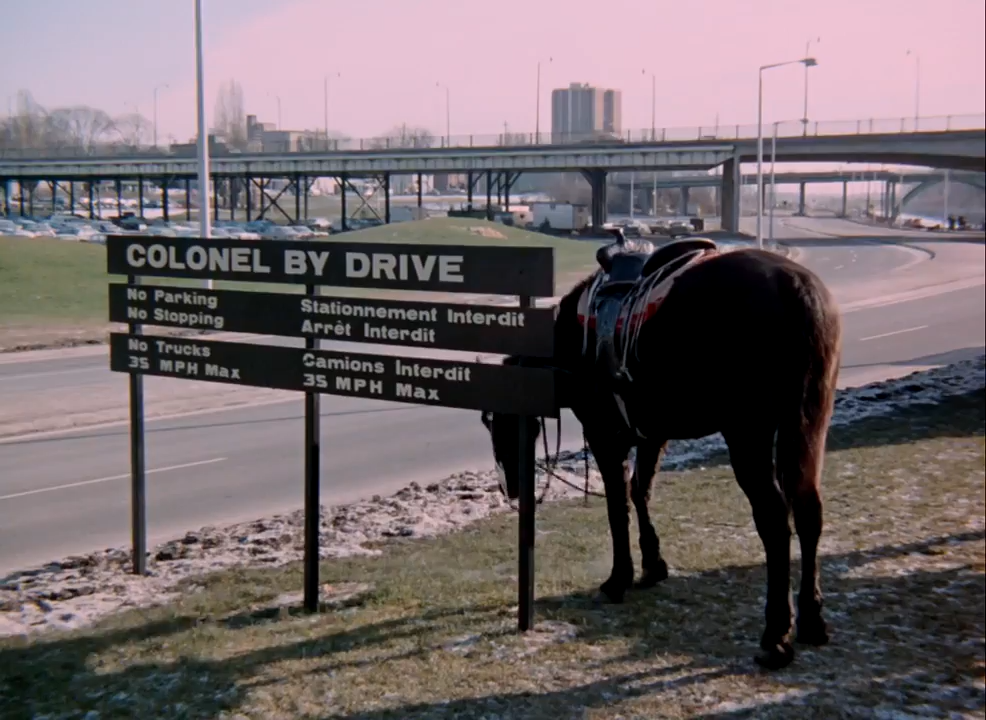 COLONEL BY DRIVE
No Parking
No Stopping
Stationnement Interdit
Arrêt Interdit
No Trucks
35 MPH Max
Camions Interdit
35 MPH Max